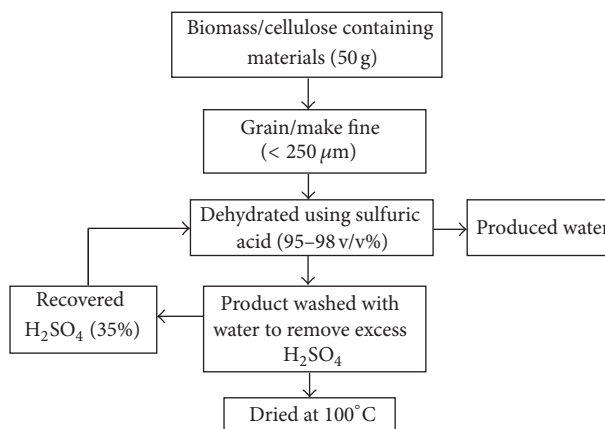 Biomass/cellulose containing
materials (50 g)
Grain/make fine
(< 250 μm)
Dehydrated using sulfuric
acid (95–98 v/v%)
Produced water
Recovered
H₂SO₄ (35%)
Product washed with
water to remove excess
H₂SO₄
Dried at 100°C